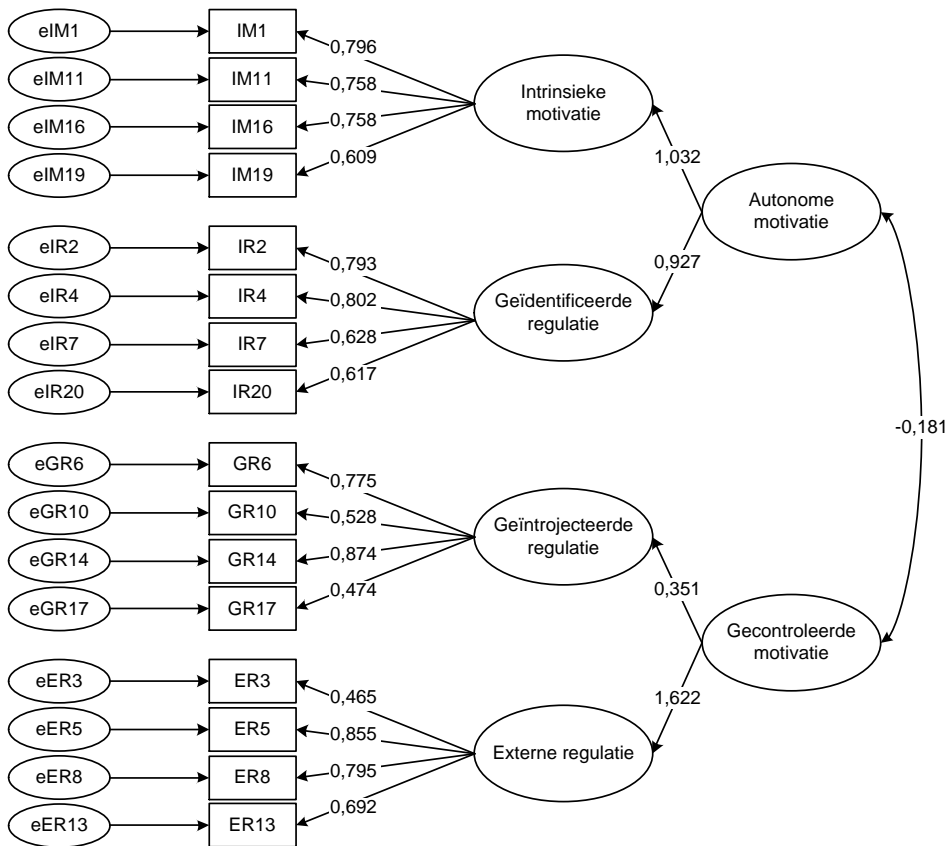 eIM1
IM1
0,796
eIM11
IM11
0,758
eIM16
IM16
0,758
eIM19
IM19
0,609
Intrinsieke
motivatie
1,032
Autonome
motivatie
eIR2
IR2
0,793
eIR4
IR4
0,802
eIR7
IR7
0,628
eIR20
IR20
0,617
Geïdentificeerde
regulatie
0,927
-0,181
eGR6
GR6
0,775
eGR10
GR10
0,528
eGR14
GR14
0,874
eGR17
GR17
0,474
Geïntrojecteerde
regulatie
0,351
Gecontroleerde
motivatie
eER3
ER3
0,465
eER5
ER5
0,855
eER8
ER8
0,795
eER13
ER13
0,692
Externe regulatie
1,622